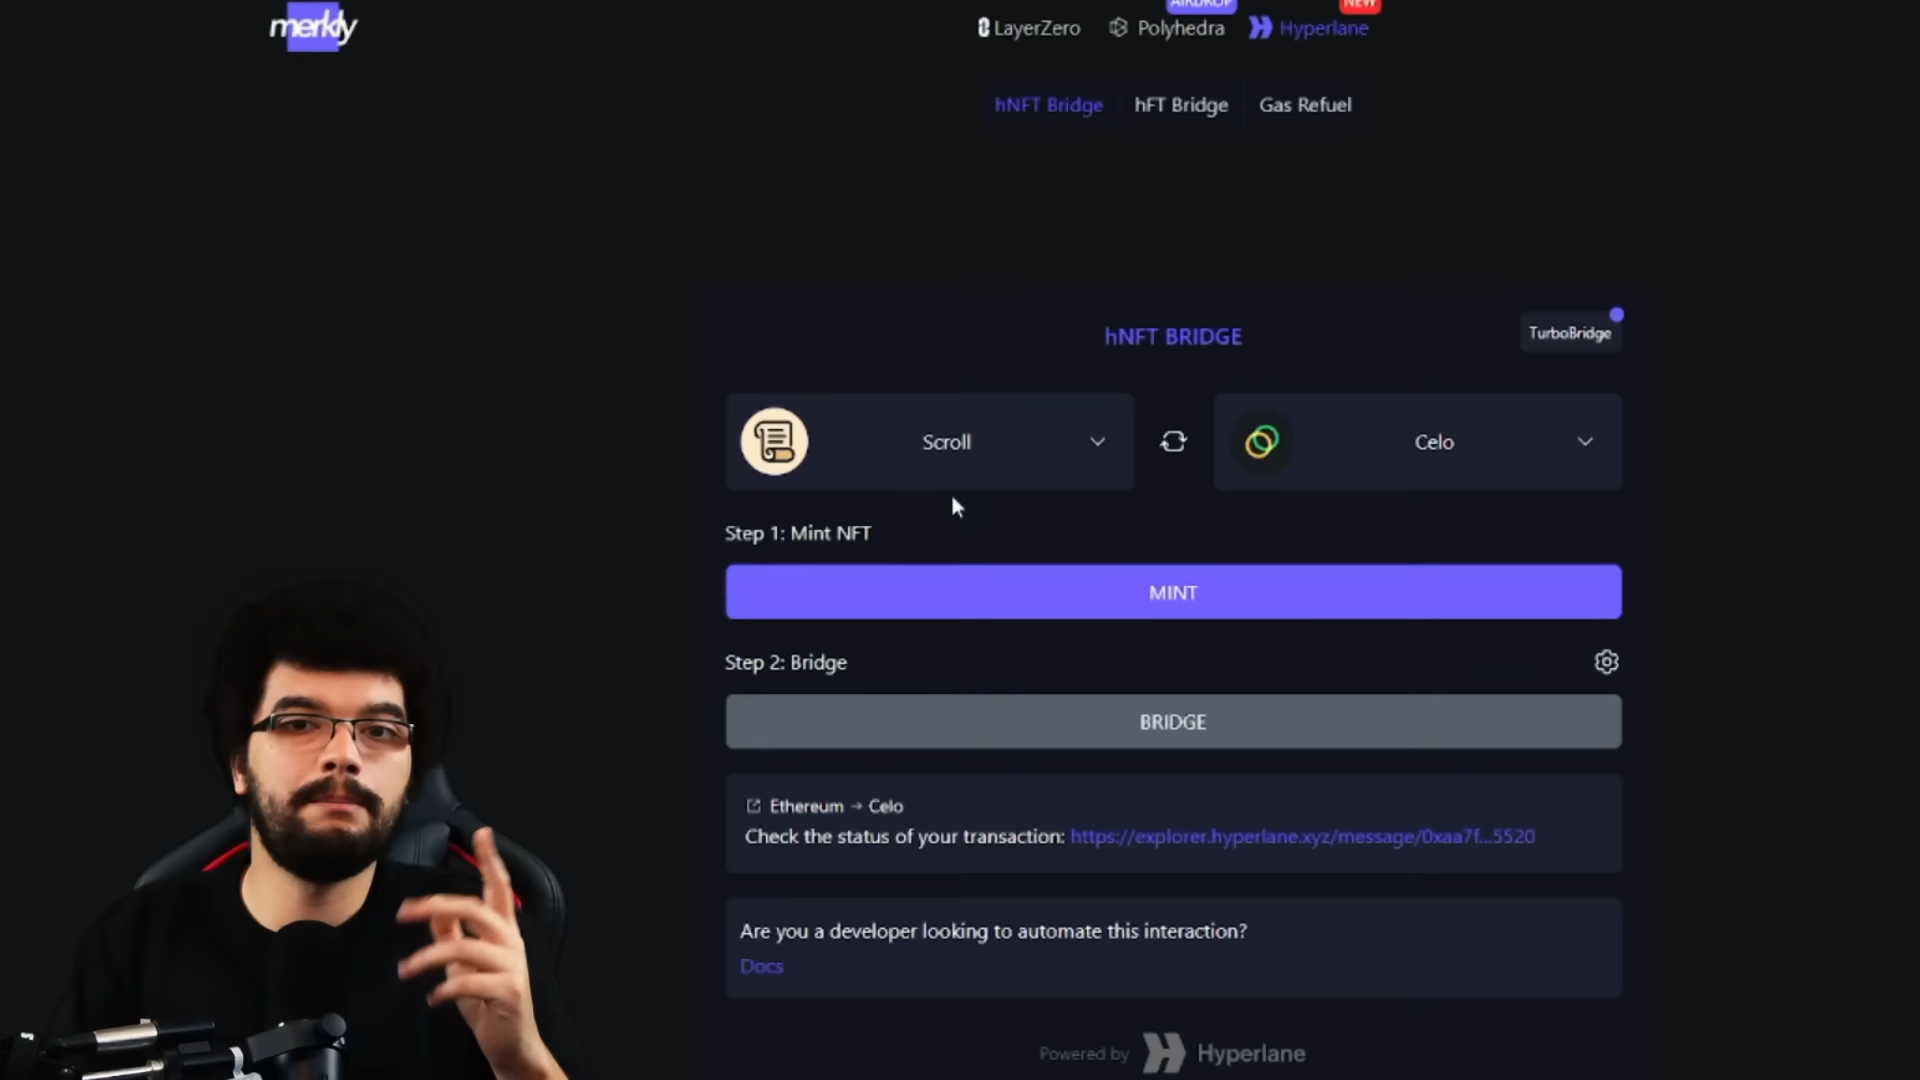 merkly
AIRDROP
NEW
LayerZero
Polyhedra
Hyperlane
hNFT Bridge
hFT Bridge
Gas Refuel
hNFT BRIDGE
TurboBridge
Scroll
Celo
Step 1: Mint NFT
MINT
Step 2: Bridge
BRIDGE
Ethereum → Celo
Check the status of your transaction: https://explorer.hyperlane.xyz/message/0xaa7f...5520
Are you a developer looking to automate this interaction?
Docs
Powered by Hyperlane